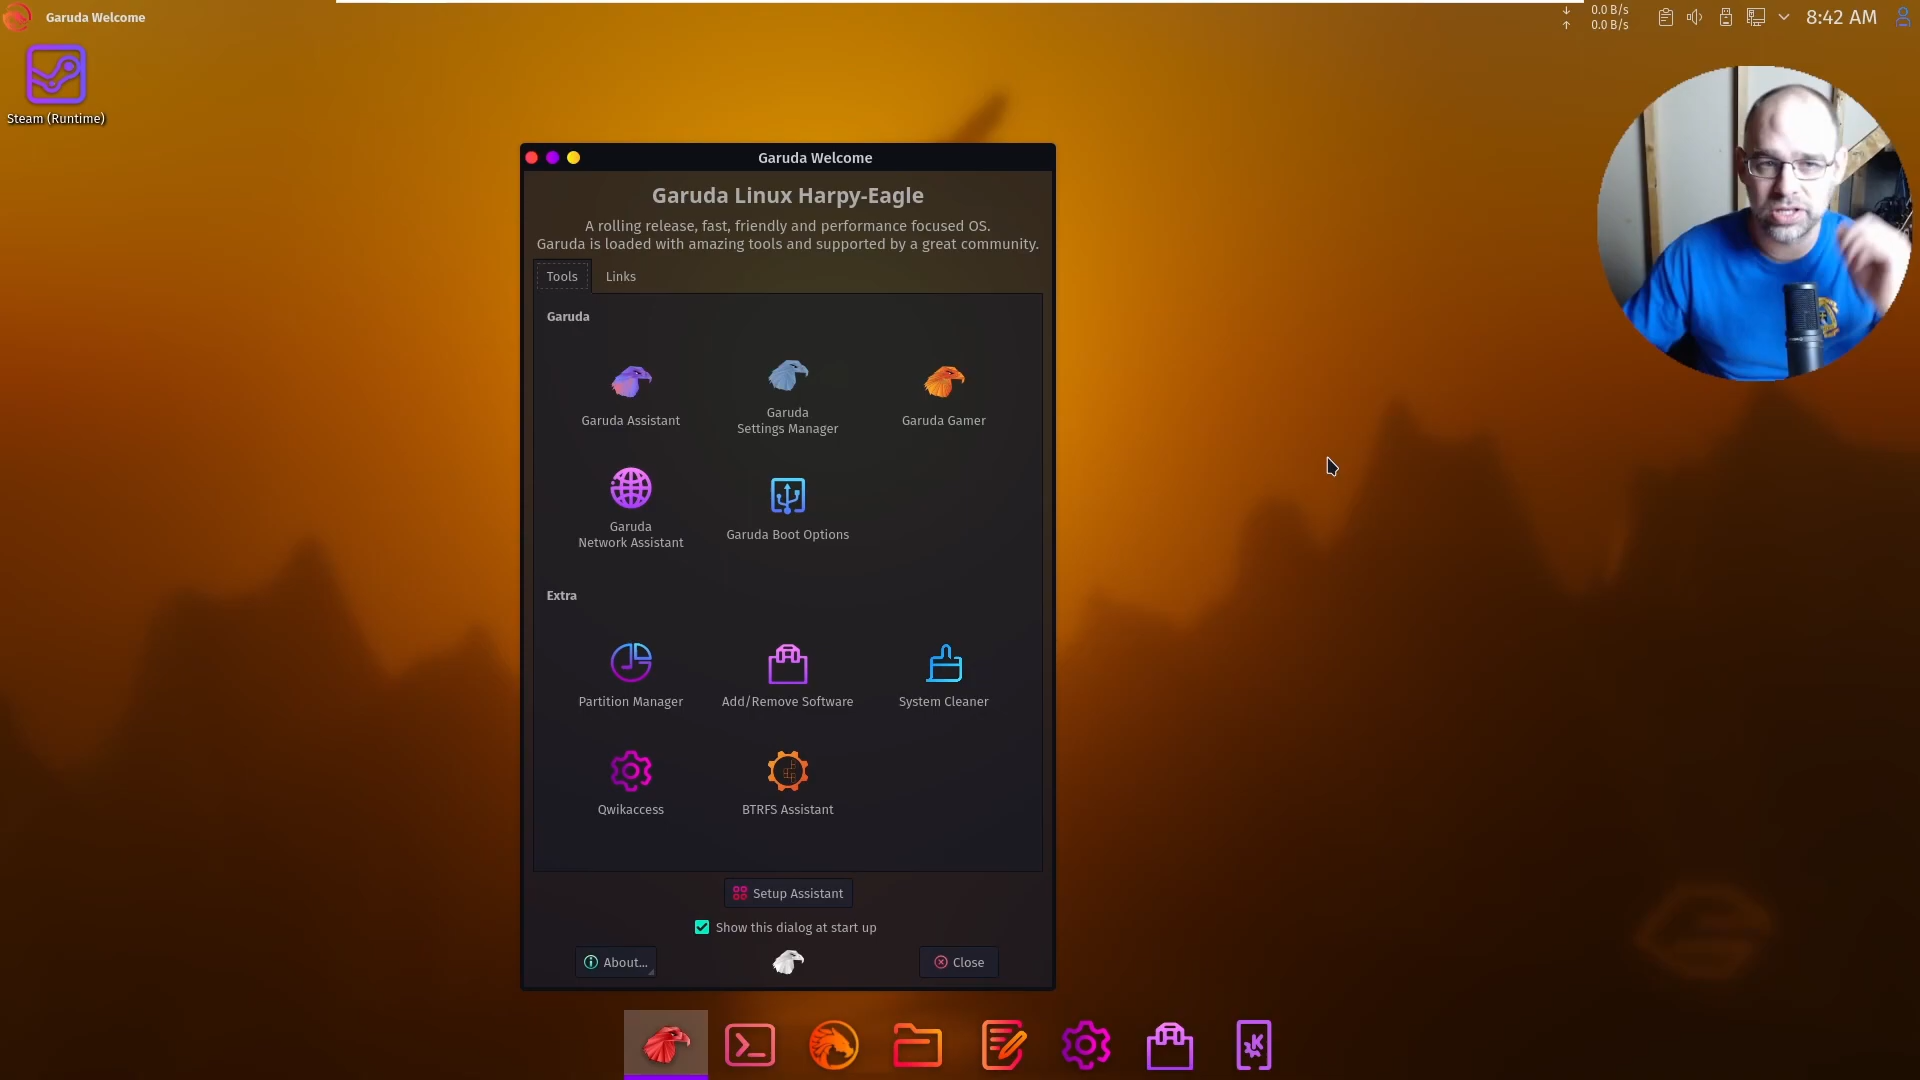 Garuda Welcome
0.0 B/s
0.0 B/s
8:42 AM
Steam (Runtime)
Garuda Welcome
Garuda Linux Harpy-Eagle
A rolling release, fast, friendly and performance focused OS.
Garuda is loaded with amazing tools and supported by a great community.
Tools Links
Garuda
Garuda Assistant
Garuda
Settings Manager
Garuda Gamer
Garuda
Network Assistant
Garuda Boot Options
Extra
Partition Manager
Add/Remove Software
System Cleaner
Qwikaccess
BTRFS Assistant
Setup Assistant
Show this dialog at start up
About...
Close